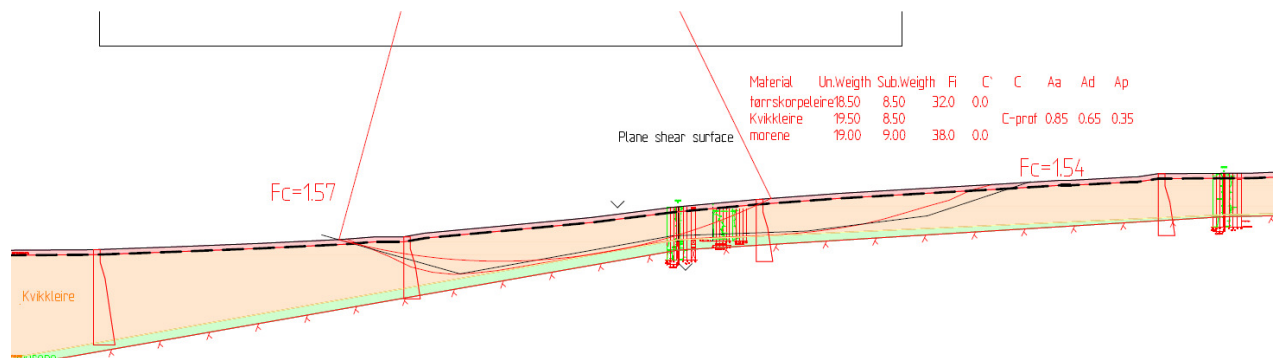 Material Un.Weigth Sub.Weigth Fi C' C Aa Ad Ap
tørrskorpeleire18.50 8.50 32.0 0.0
Kvikkleire 19.50 8.50 C-prof 0.85 0.65 0.35
morene 19.00 9.00 38.0 0.0
Plane shear surface
Fc=1.57
Fc=1.54
Kvikkleire